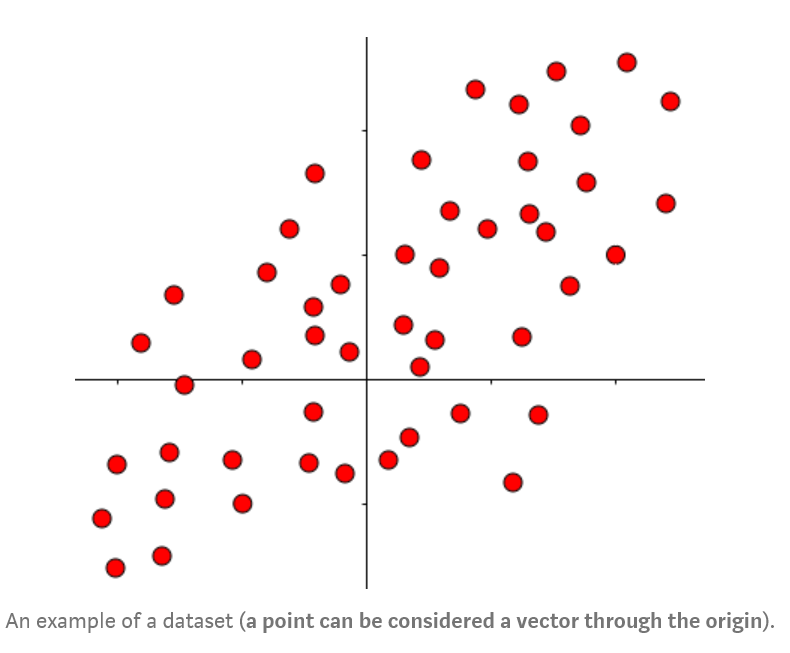 An example of a dataset (a point can be considered a vector through the origin).